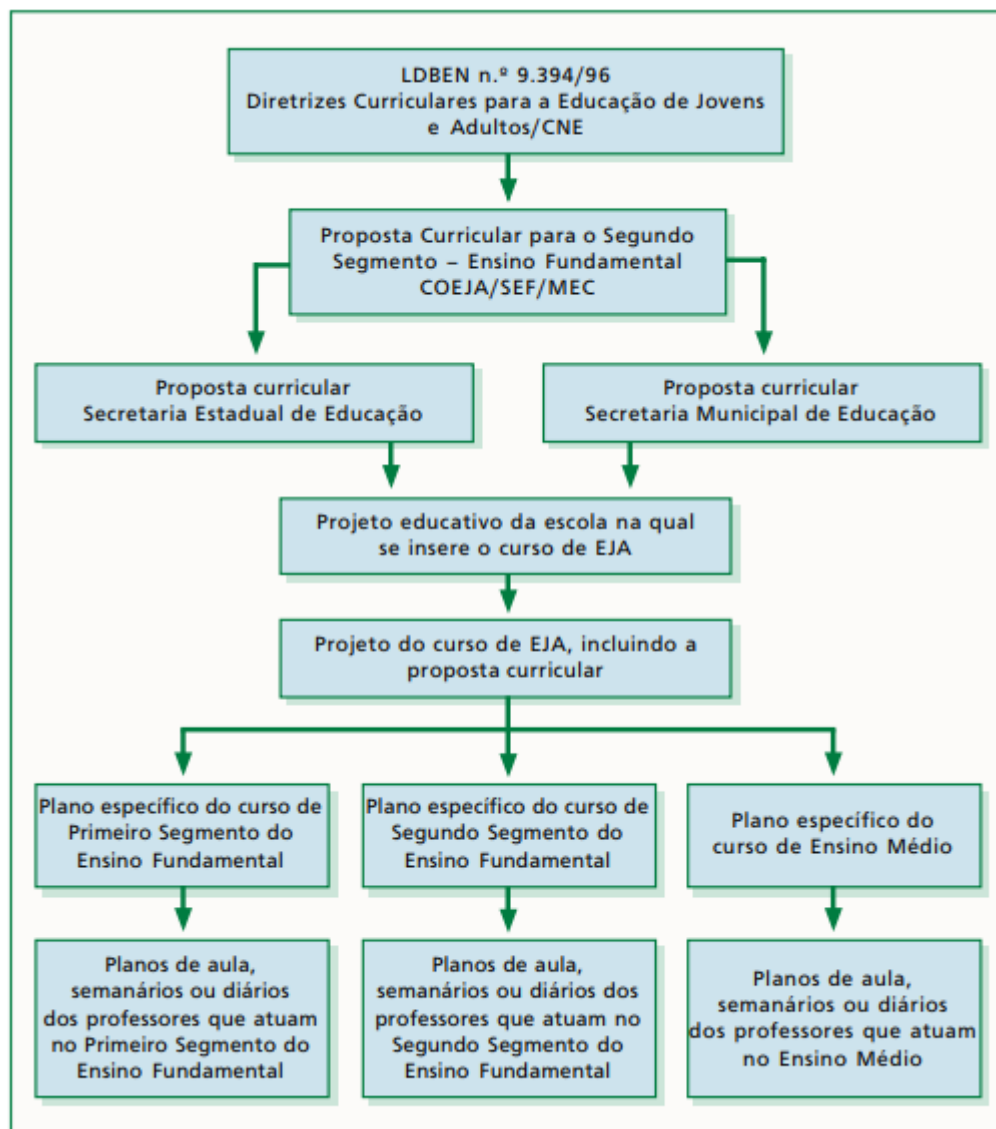 LDBEN n.º 9.394/96
Diretrizes Curriculares para a Educação de Jovens
e Adultos/CNE
Proposta Curricular para o Segundo
Segmento – Ensino Fundamental
COEJA/SEF/MEC
Proposta curricular
Secretaria Estadual de Educação
Proposta curricular
Secretaria Municipal de Educação
Projeto educativo da escola na qual
se insere o curso de EJA
Projeto do curso de EJA, incluindo a
proposta curricular
Plano específico do curso de
Primeiro Segmento do
Ensino Fundamental
Plano específico do curso de
Segundo Segmento do
Ensino Fundamental
Plano específico do
curso de Ensino Médio
Planos de aula,
semanários ou diários
dos professores que atuam
no Primeiro Segmento do
Ensino Fundamental
Planos de aula,
semanários ou diários dos
professores que atuam no
Segundo Segmento do
Ensino Fundamental
Planos de aula,
semanários ou diários
dos professores que atuam
no Ensino Médio